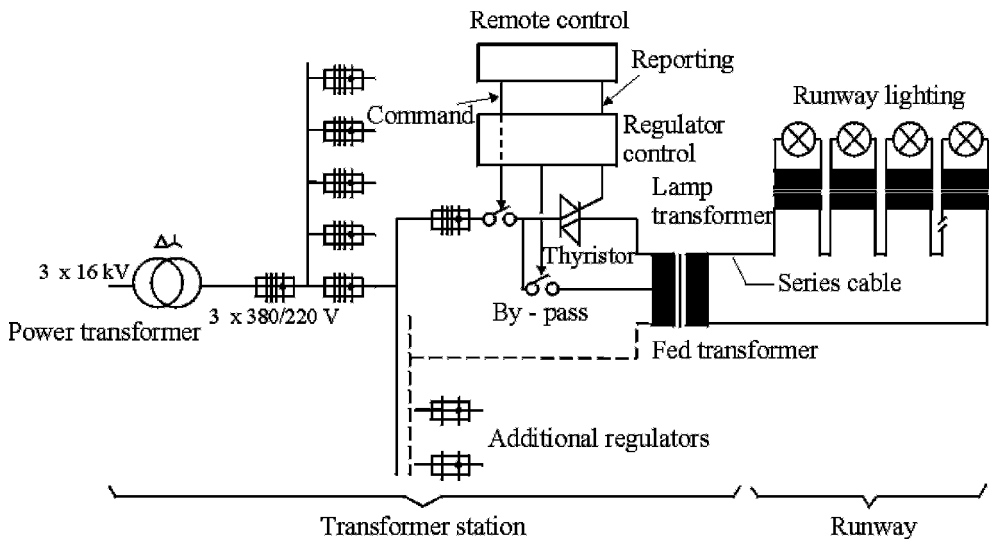 Remote control
Reporting
Command
Runway lighting
Regulator
control
Lamp
transformer
Thyristor
3 x 16 kV
Series cable
By - pass
3 x 380/220 V
Power transformer
Fed transformer
Additional regulators
Transformer station
Runway